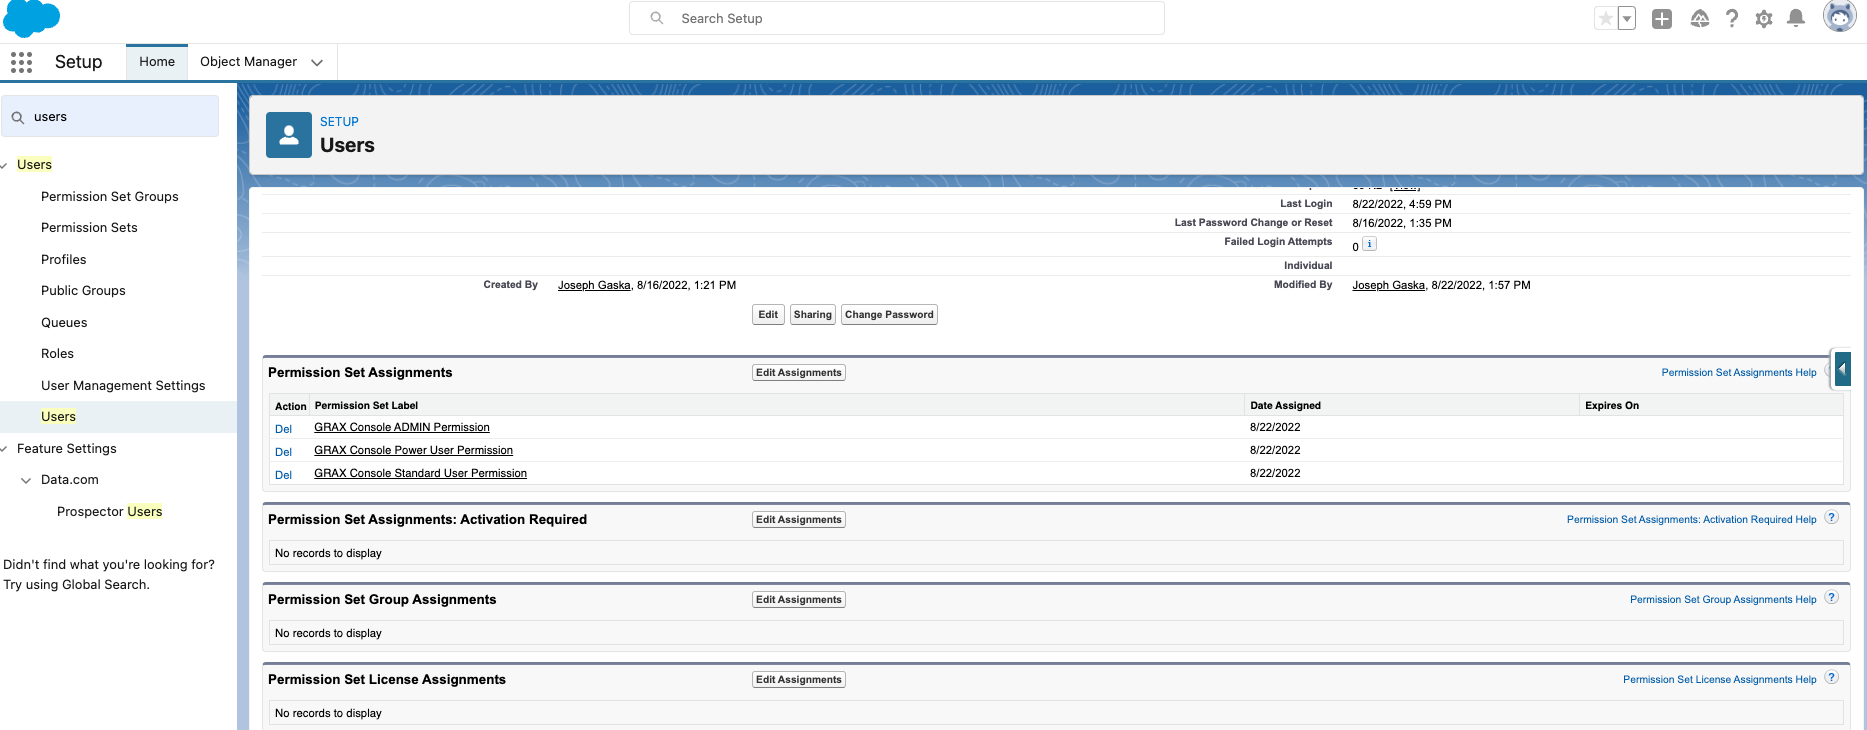 Search Setup
Setup
Home
Object Manager
users
Users
Permission Set Groups
Permission Sets
Profiles
Public Groups
Queues
Roles
User Management Settings
Users
Feature Settings
Data.com
Prospector Users
Didn't find what you're looking for?
Try using Global Search.
SETUP
Users
Last Login 8/22/2022, 4:59 PM
Last Password Change or Reset 8/16/2022, 1:35 PM
Failed Login Attempts 0 i
Individual
Created By Joseph Gaska, 8/16/2022, 1:21 PM Modified By Joseph Gaska, 8/22/2022, 1:57 PM
Edit Sharing Change Password
Permission Set Assignments Edit Assignments Permission Set Assignments Help
Action Permission Set Label Date Assigned Expires On
Del GRAX Console ADMIN Permission 8/22/2022
Del GRAX Console Power User Permission 8/22/2022
Del GRAX Console Standard User Permission 8/22/2022
Permission Set Assignments: Activation Required Edit Assignments Permission Set Assignments: Activation Required Help ?
No records to display
Permission Set Group Assignments Edit Assignments Permission Set Group Assignments Help ?
No records to display
Permission Set License Assignments Edit Assignments Permission Set License Assignments Help ?
No records to display